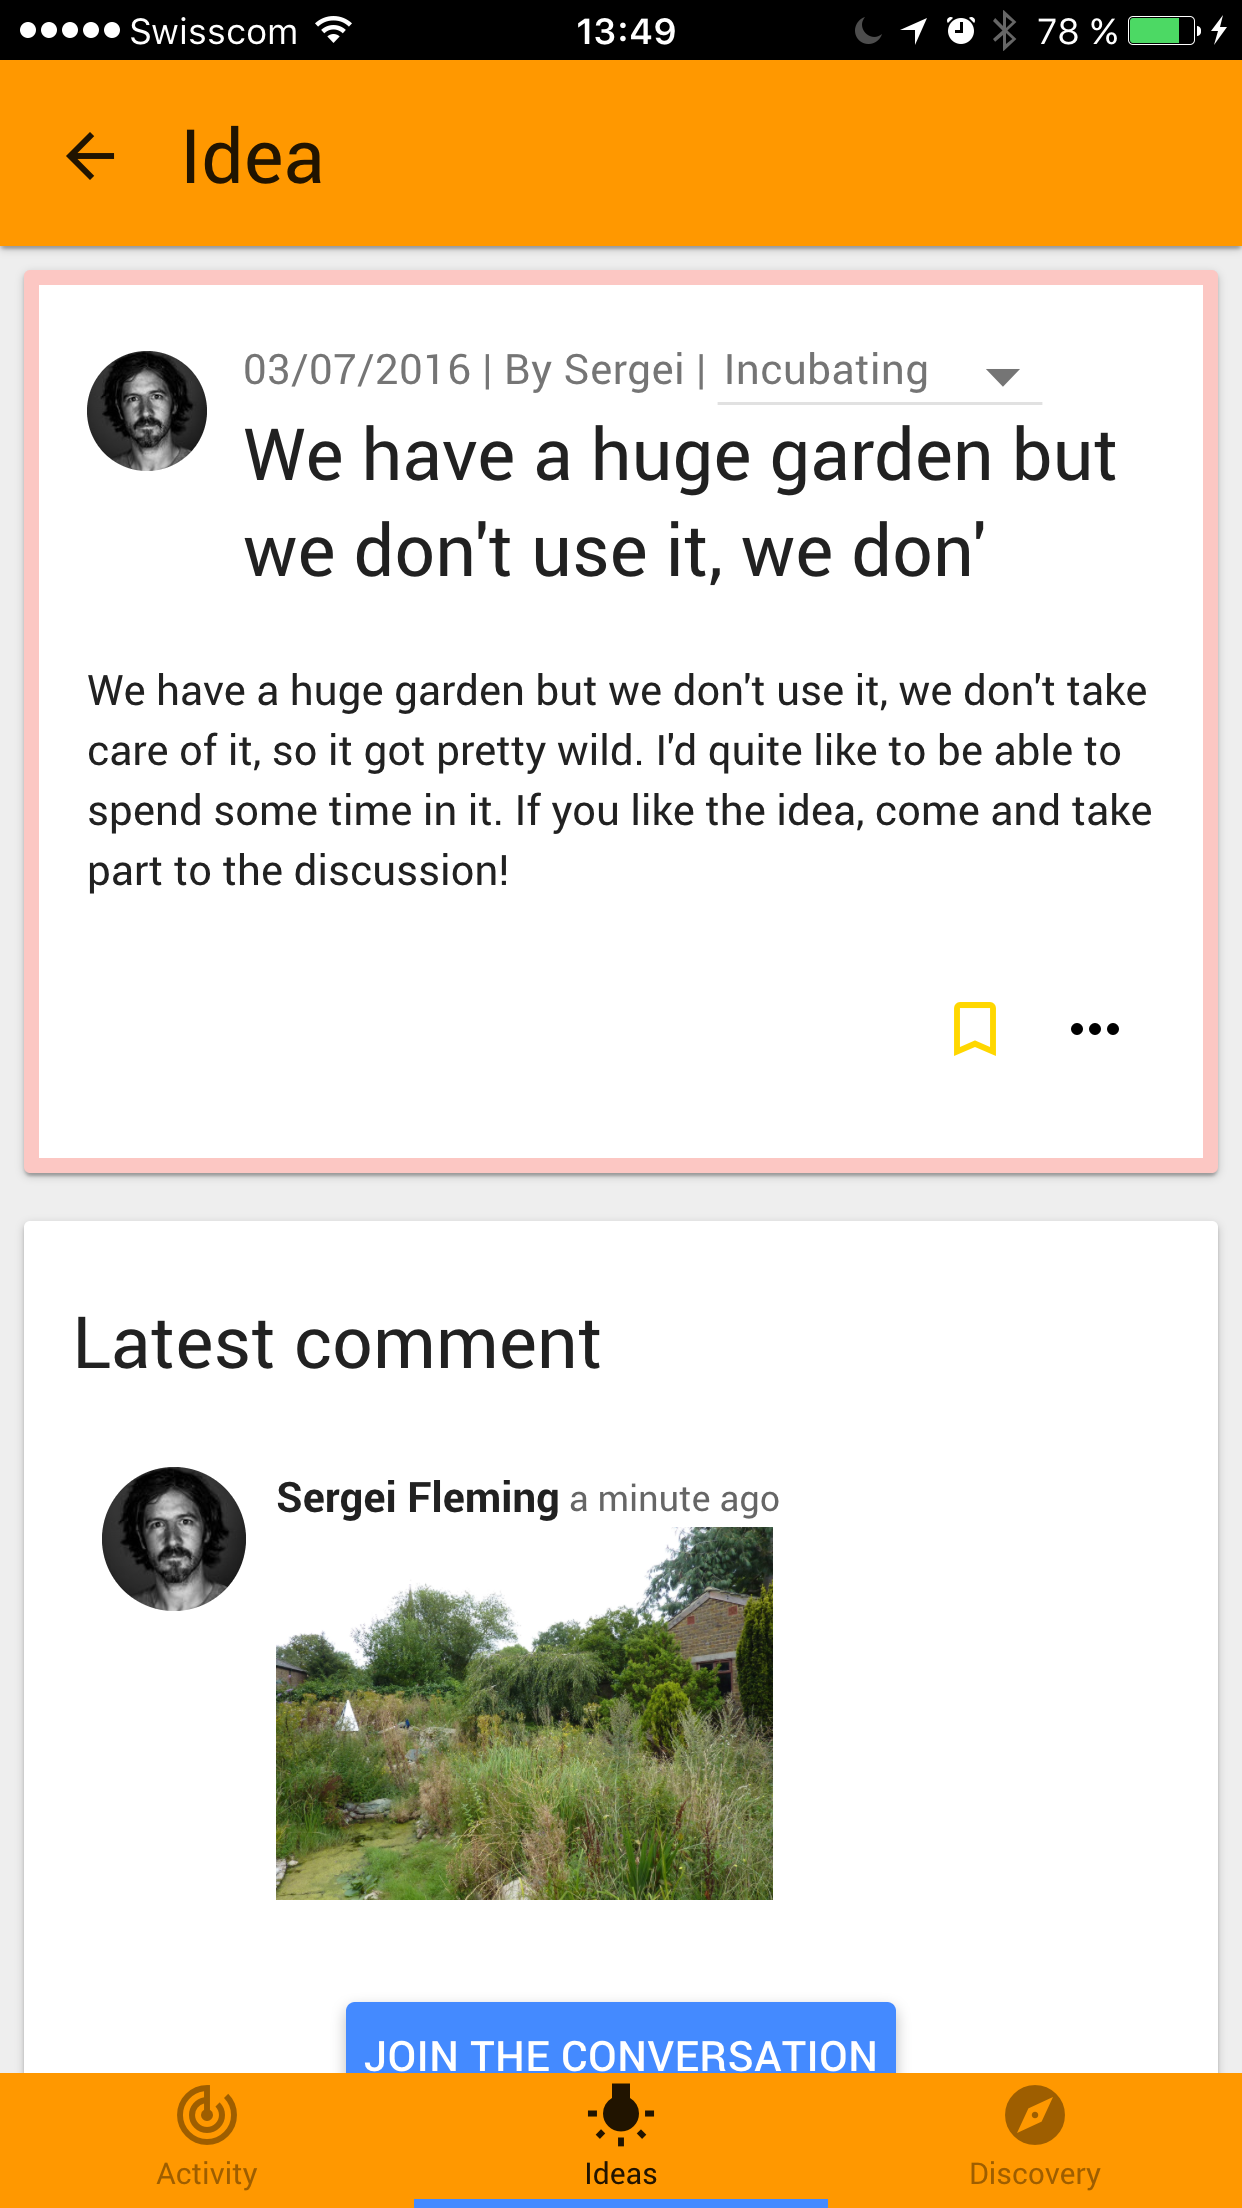 Swisscom 13:49 78 %
Idea
03/07/2016 | By Sergei | Incubating
We have a huge garden but
we don't use it, we don'
We have a huge garden but we don't use it, we don't take
care of it, so it got pretty wild. I'd quite like to be able to
spend some time in it. If you like the idea, come and take
part to the discussion!
Latest comment
Sergei Fleming a minute ago
JOIN THE CONVERSATION
Activity Ideas Discovery